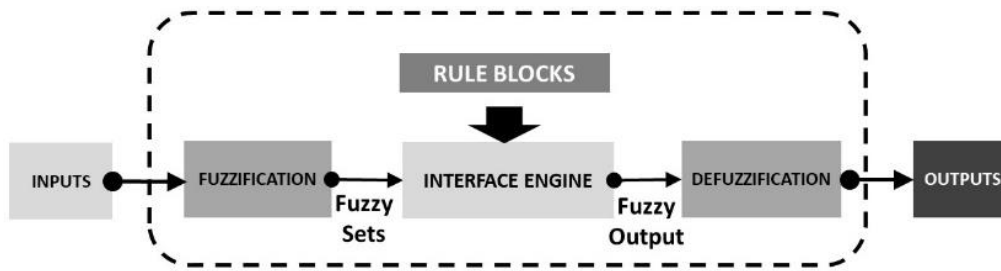 RULE BLOCKS
INPUTS
FUZZIFICATION
INTERFACE ENGINE
DEFUZZIFICATION
OUTPUTS
Fuzzy
Sets
Fuzzy
Output